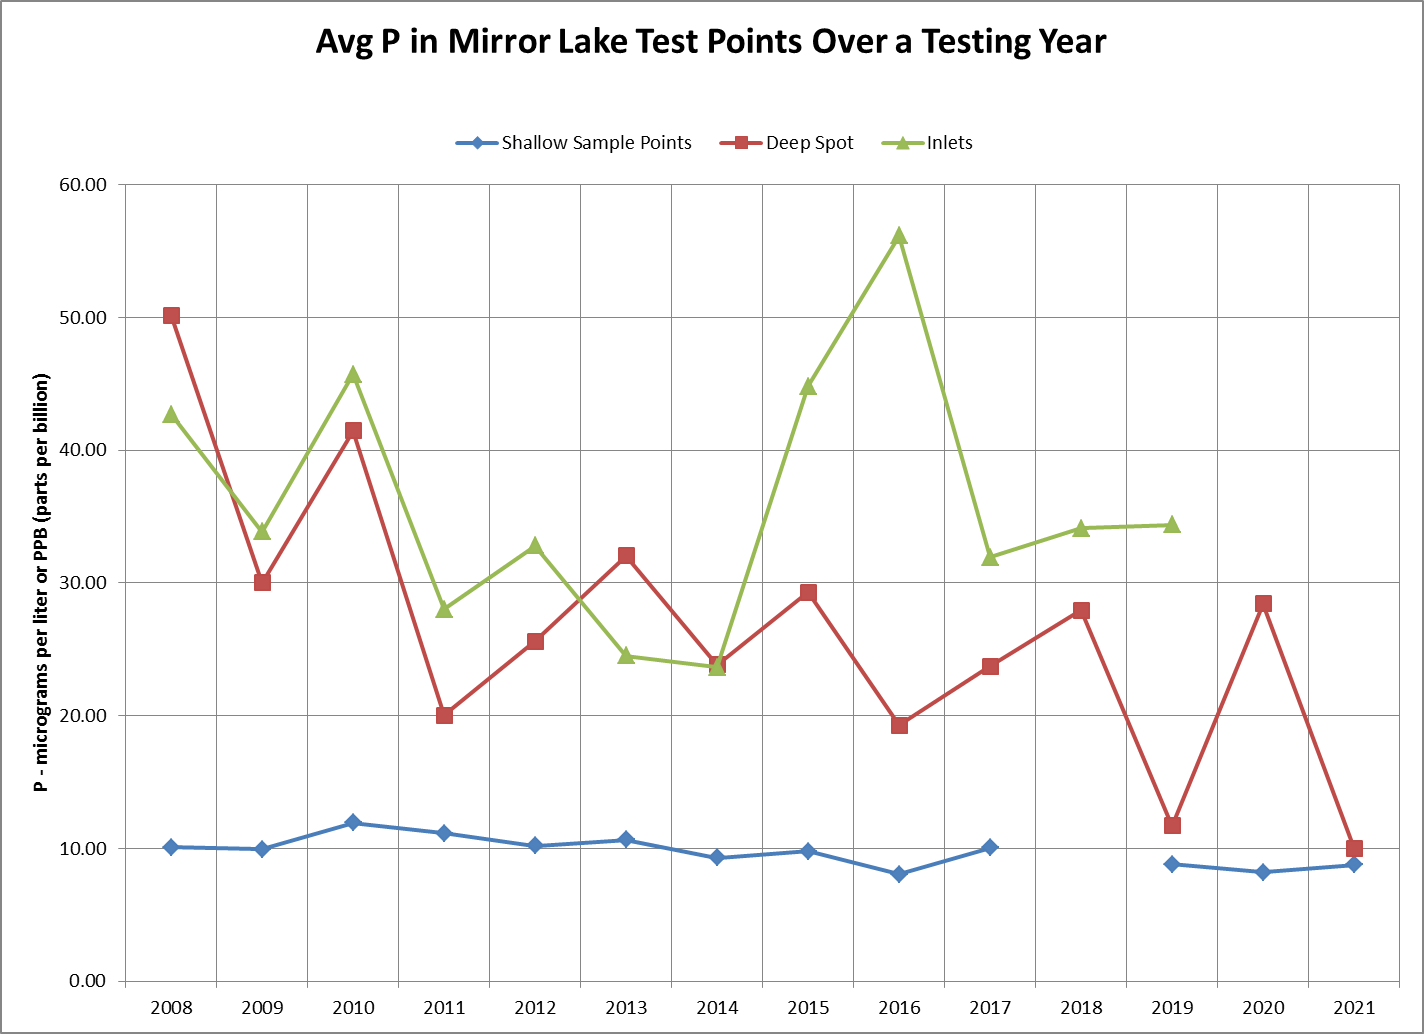 Avg P in Mirror Lake Test Points Over a Testing Year
Shallow Sample Points Deep Spot Inlets
P - micrograms per liter or PPB (parts per billion)
60.00
50.00
40.00
30.00
20.00
10.00
0.00
2008 2009 2010 2011 2012 2013 2014 2015 2016 2017 2018 2019 2020 2021